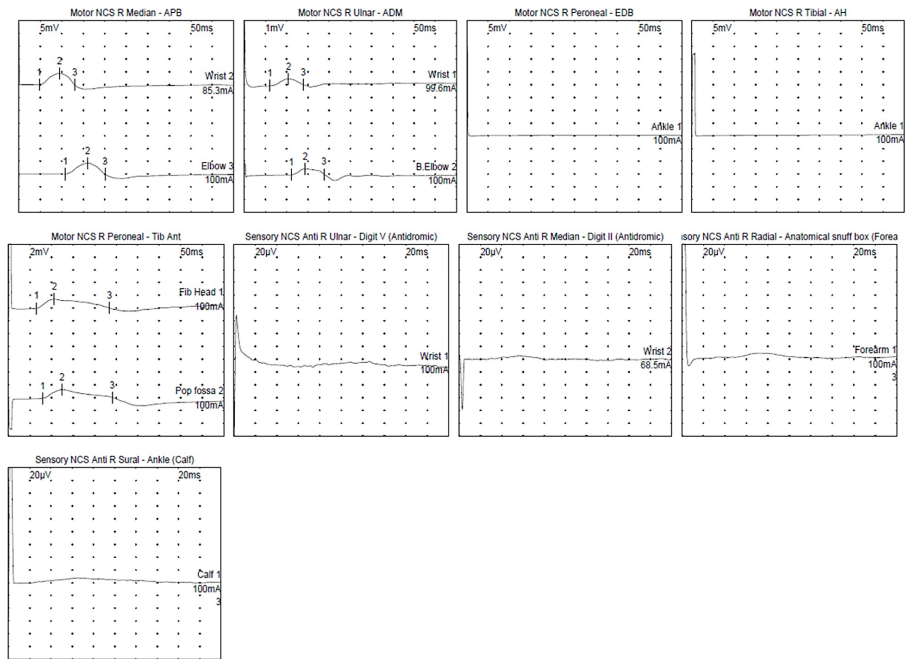 Motor NCS R Median - APB
5mV 50ms
2
1 3
Wrist 2
85.3mA
2
1 3
Elbow 3
100mA
Motor NCS R Ulnar - ADM
1mV 50ms
2
1 3
Wrist 1
99.6mA
2
1 3
B.Elbow 2
100mA
Motor NCS R Peroneal - EDB
5mV 50ms
Ankle 1
100mA
Motor NCS R Tibial - AH
5mV 50ms
Ankle 1
100mA
Motor NCS R Peroneal - Tib Ant
2mV 50ms
2
1 3
Fib Head 1
100mA
2
1 3
Pop fossa 2
100mA
Sensory NCS Anti R Ulnar - Digit V (Antidromic)
20µV 20ms
Wrist 1
100mA
Sensory NCS Anti R Median - Digit II (Antidromic)
20µV 20ms
Wrist 2
68.5mA
sory NCS Anti R Radial - Anatomical snuff box (Forea
20µV 20ms
Forearm 1
100mA
3
Sensory NCS Anti R Sural - Ankle (Calf)
20µV 20ms
Calf 1
100mA
3